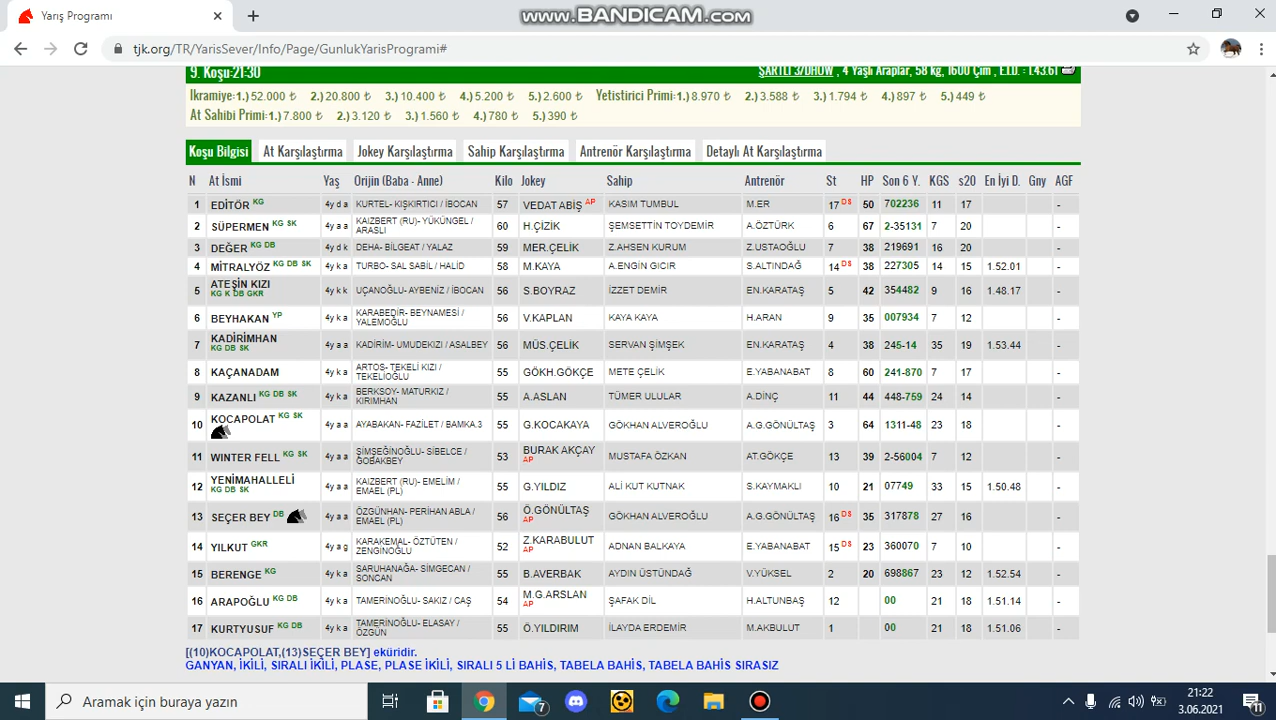 Yarış Programı
www.BANDICAM.com
tjk.org/TR/YarisSever/Info/Page/GunlukYarisProgrami#
9. Koşu:21:30 ŞARTLI 3/DHÖW , 4 Yaşlı Araplar, 58 kg, 1600 Çim , E.İ.D. : 1.43.61
İkramiye:1.) 52.000 ₺ 2.) 20.800 ₺ 3.) 10.400 ₺ 4.) 5.200 ₺ 5.) 2.600 ₺ Yetistirici Primi:1.) 8.970 ₺ 2.) 3.588 ₺ 3.) 1.794 ₺ 4.) 897 ₺ 5.) 449 ₺
At Sahibi Primi:1.) 7.800 ₺ 2.) 3.120 ₺ 3.) 1.560 ₺ 4.) 780 ₺ 5.) 390 ₺
Koşu Bilgisi At Karşılaştırma Jokey Karşılaştırma Sahip Karşılaştırma Antrenör Karşılaştırma Detaylı At Karşılaştırma
N At İsmi Yaş Orijin (Baba - Anne) Kilo Jokey Sahip Antrenör St HP Son 6 Y. KGS s20 En İyi D. Gny AGF
1 EDİTÖR KG 4y d a KURTEL- KIŞKIRTICI / İBOCAN 57 VEDAT ABİŞ AP KASIM TUMBUL M.ER 17 DS 50 702236 11 17 -
2 SÜPERMEN KG SK 4y a a KAIZBERT (RU)- YÜKÜNGEL / ARASLI 60 H.ÇİZİK ŞEMSETTİN TOYDEMİR A.ÖZTÜRK 6 67 2-35131 7 20 -
3 DEĞER KG DB 4y d k DEHA- BİLGEAT / YALAZ 59 MER.ÇELİK Z.AHSEN KURUM Z.USTAOĞLU 7 38 219691 16 20 -
4 MİTRALYÖZ KG DB SK 4y k a TURBO- SAL SABİL / HALİD 58 M.KAYA A.ENGİN GICIR S.ALTINDAĞ 14 DS 38 227305 14 15 1.52.01 -
5 ATEŞİN KIZI KG K DB GKR 4y k k UÇANOĞLU- AYBENİZ / İBOCAN 56 S.BOYRAZ İZZET DEMİR EN.KARATAŞ 5 42 354482 9 16 1.48.17 -
6 BEYHAKAN YP 4y k a KARABEDİR- BEYNAMESİ / YALEMOĞLU 56 V.KAPLAN KAYA KAYA H.ARAN 9 35 007934 7 12 -
7 KADİRİMHAN KG DB SK 4y a a KADİRİM- UMUDEKIZI / ASALBEY 56 MÜS.ÇELİK SERVAN ŞİMŞEK EN.KARATAŞ 4 38 245-14 35 19 1.53.44 -
8 KAÇANADAM 4y k a ARTOS- TEKELİ KIZI / TEKELİOĞLU 55 GÖKH.GÖKÇE METE ÇELİK E.YABANABAT 8 60 241-870 7 17 -
9 KAZANLI KG DB SK 4y k a BERKSOY- MATURKIZ / KIRIMHAN 55 A.ASLAN TÜMER ULULAR A.DİNÇ 11 44 448-759 24 14 -
10 KOCAPOLAT KG SK 4y a a AYABAKAN- FAZİLET / BAMKA.3 55 G.KOCAKAYA GÖKHAN ALVEROĞLU A.G.GÖNÜLTAŞ 3 64 1311-48 23 18 -
11 WINTER FELL KG SK 4y a a ŞİMŞEĞİNOĞLU- SİBELCE / GÖBAKBEY 53 BURAK AKÇAY AP MUSTAFA ÖZKAN AT.GÖKÇE 13 39 2-56004 7 12 -
12 YENİMAHALLELİ KG DB SK 4y a a KAIZBERT (RU)- EMELİM / EMAEL (PL) 55 G.YILDIZ ALİ KUT KUTNAK S.KAYMAKLI 10 21 07749 33 15 1.50.48 -
13 SEÇER BEY DB 4y a a ÖZGÜNHAN- PERİHAN ABLA / EMAEL (PL) 56 Ö.GÖNÜLTAŞ AP GÖKHAN ALVEROĞLU A.G.GÖNÜLTAŞ 16 DS 35 317878 27 16 -
14 YILKUT GKR 4y a g KARAKEMAL- ÖZTÜTEN / ZENGİNOĞLU 52 Z.KARABULUT AP ADNAN BALKAYA E.YABANABAT 15 DS 23 360070 7 10 -
15 BERENGE KG 4y k a SARUHANAĞA- SİMGECAN / SONCAN 55 B.AVERBAK AYDIN ÜSTÜNDAĞ V.YÜKSEL 2 20 698867 23 12 1.52.54 -
16 ARAPOĞLU KG DB 4y k a TAMERİNOĞLU- SAKIZ / CAŞ 54 M.G.ARSLAN AP ŞAFAK DİL H.ALTUNBAŞ 12 00 21 18 1.51.14 -
17 KURTYUSUF KG DB 4y k a TAMERİNOĞLU- ELASAY / ÖZGÜN 55 Ö.YILDIRIM İLAYDA ERDEMİR M.AKBULUT 1 00 21 18 1.51.06 -
[(10)KOCAPOLAT,(13)SEÇER BEY] eküridir.
GANYAN, İKİLİ, SIRALI İKİLİ, PLASE, PLASE İKİLİ, SIRALI 5 Lİ BAHİS, TABELA BAHİS, TABELA BAHİS SIRASIZ
Aramak için buraya yazın
7
21:22
3.06.2021
11